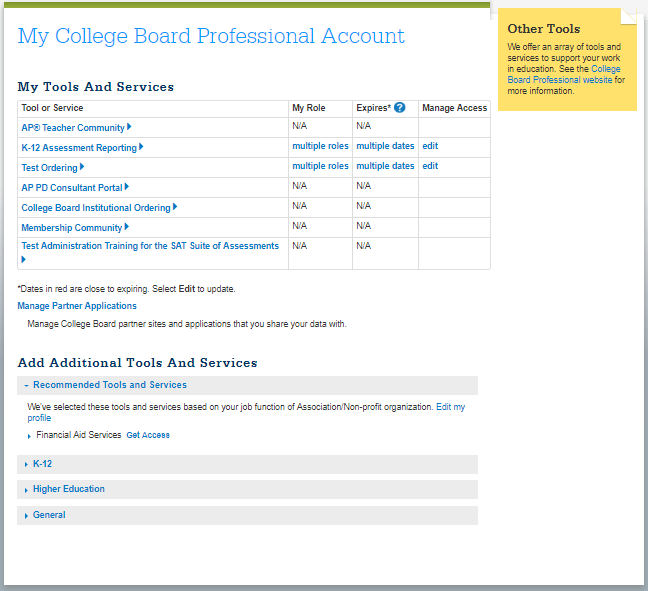 My College Board Professional Account
My Tools And Services
Tool or Service My Role Expires* ? Manage Access
AP® Teacher Community N/A N/A
K-12 Assessment Reporting multiple roles multiple dates edit
Test Ordering multiple roles multiple dates edit
AP PD Consultant Portal N/A N/A
College Board Institutional Ordering N/A N/A
Membership Community N/A N/A
Test Administration Training for the SAT Suite of Assessments N/A N/A
*Dates in red are close to expiring. Select Edit to update.
Manage Partner Applications
Manage College Board partner sites and applications that you share your data with.
Add Additional Tools And Services
Recommended Tools and Services
We've selected these tools and services based on your job function of Association/Non-profit organization. Edit my
profile
Financial Aid Services Get Access
K-12
Higher Education
General
Other Tools
We offer an array of tools and
services to support your work
in education. See the College
Board Professional website for
more information.